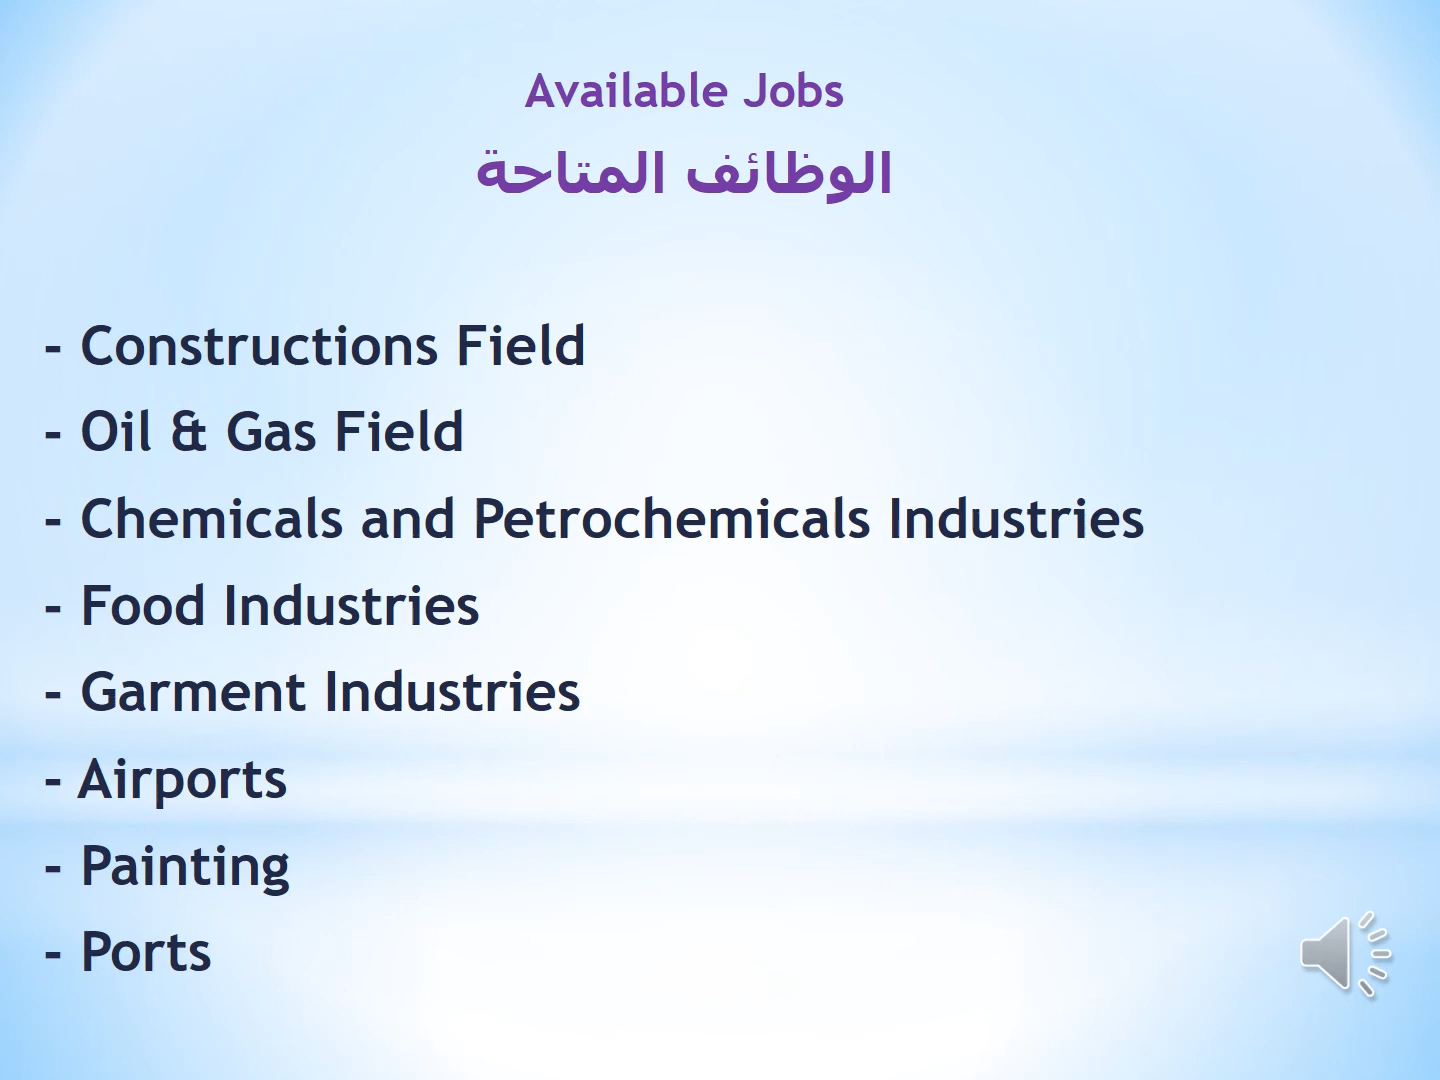 Available Jobs
الوظائف المتاحة
- Constructions Field
- Oil & Gas Field
- Chemicals and Petrochemicals Industries
- Food Industries
- Garment Industries
- Airports
- Painting
- Ports